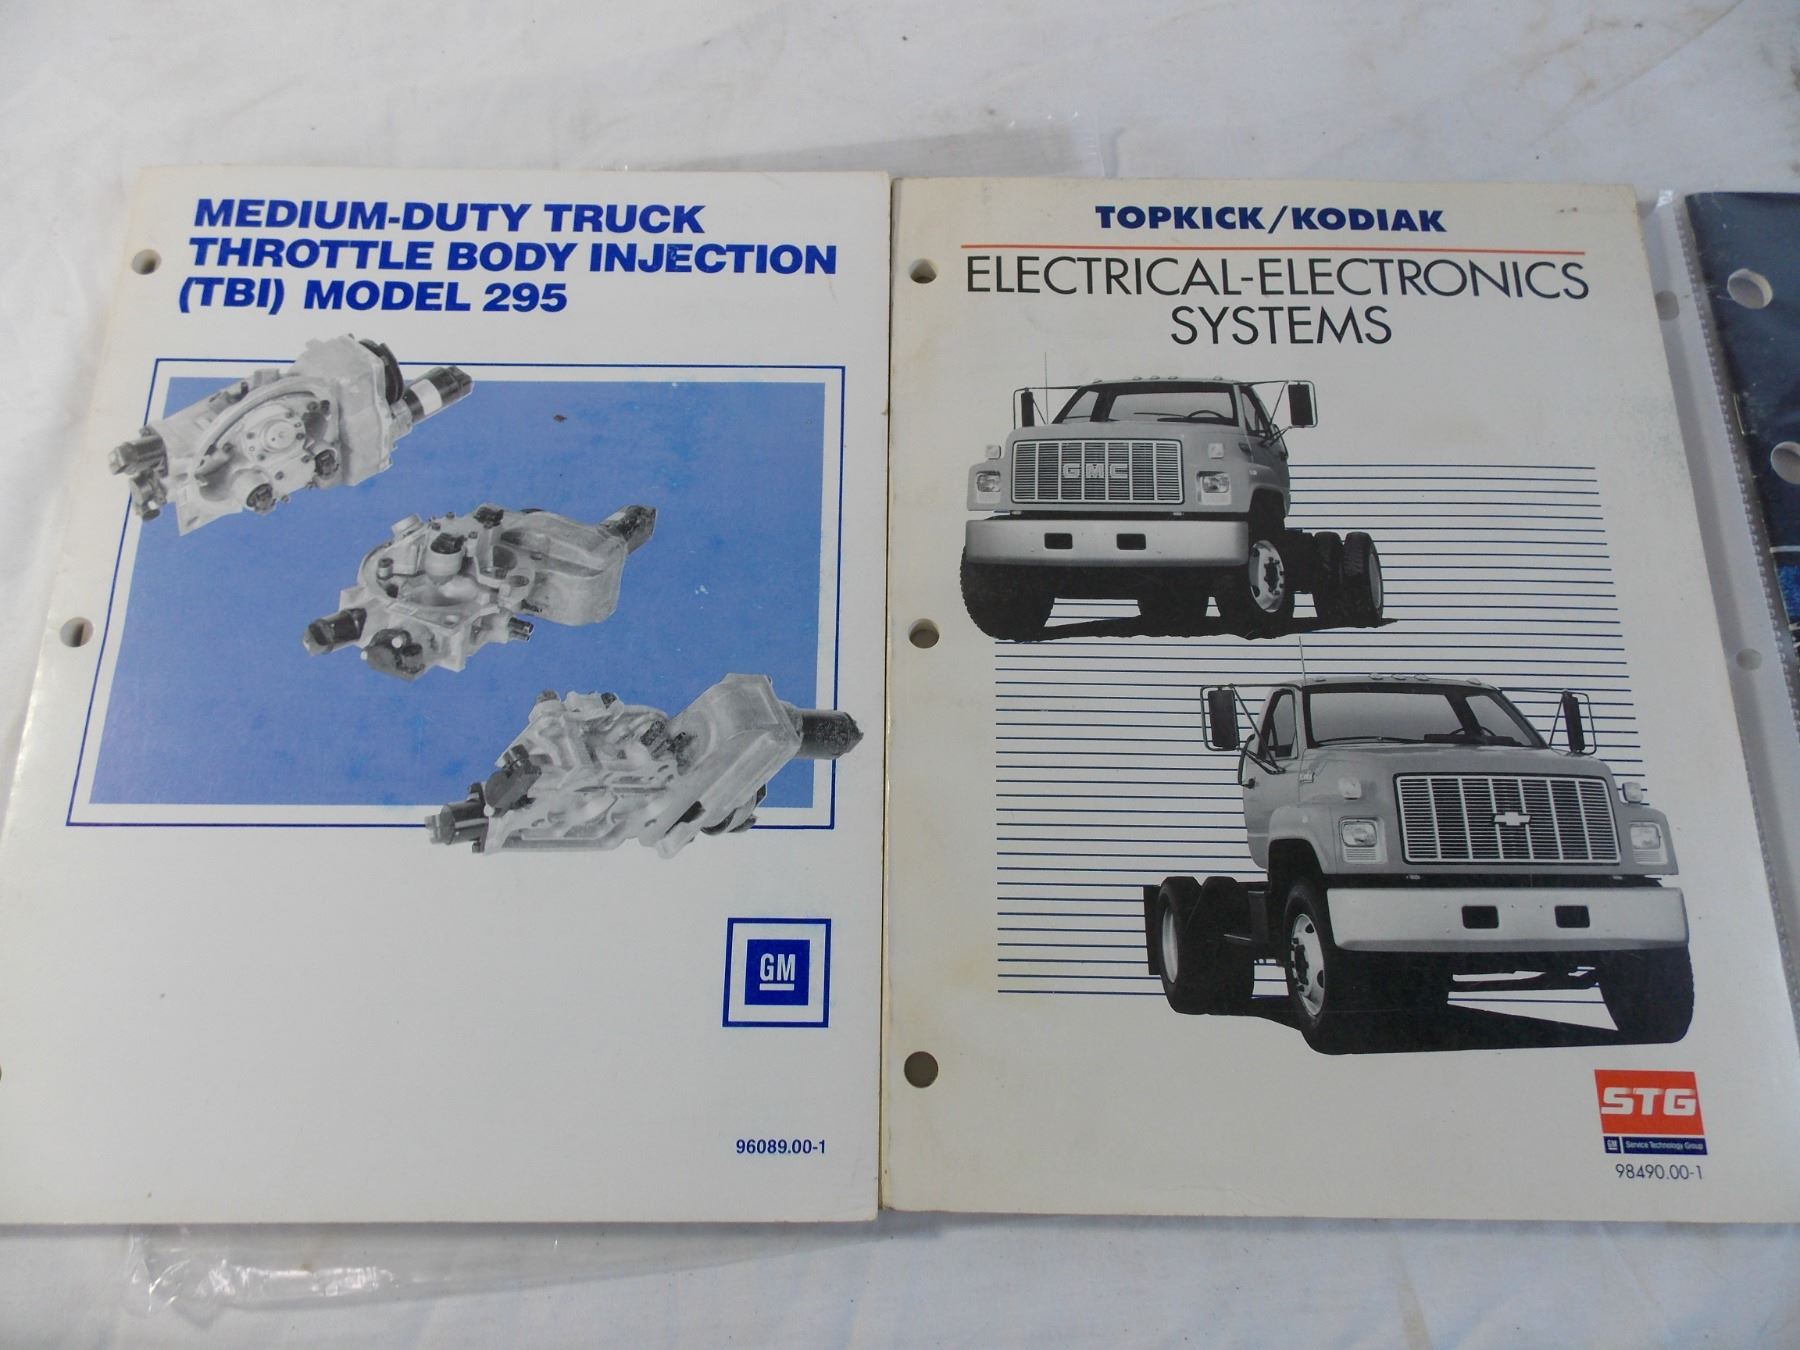 MEDIUM-DUTY TRUCK
THROTTLE BODY INJECTION
(TBI) MODEL 295
GM
96089.00-1
TOPKICK/KODIAK
ELECTRICAL-ELECTRONICS
SYSTEMS
GMC
STG
GM Service Technology Group
98490.00-1